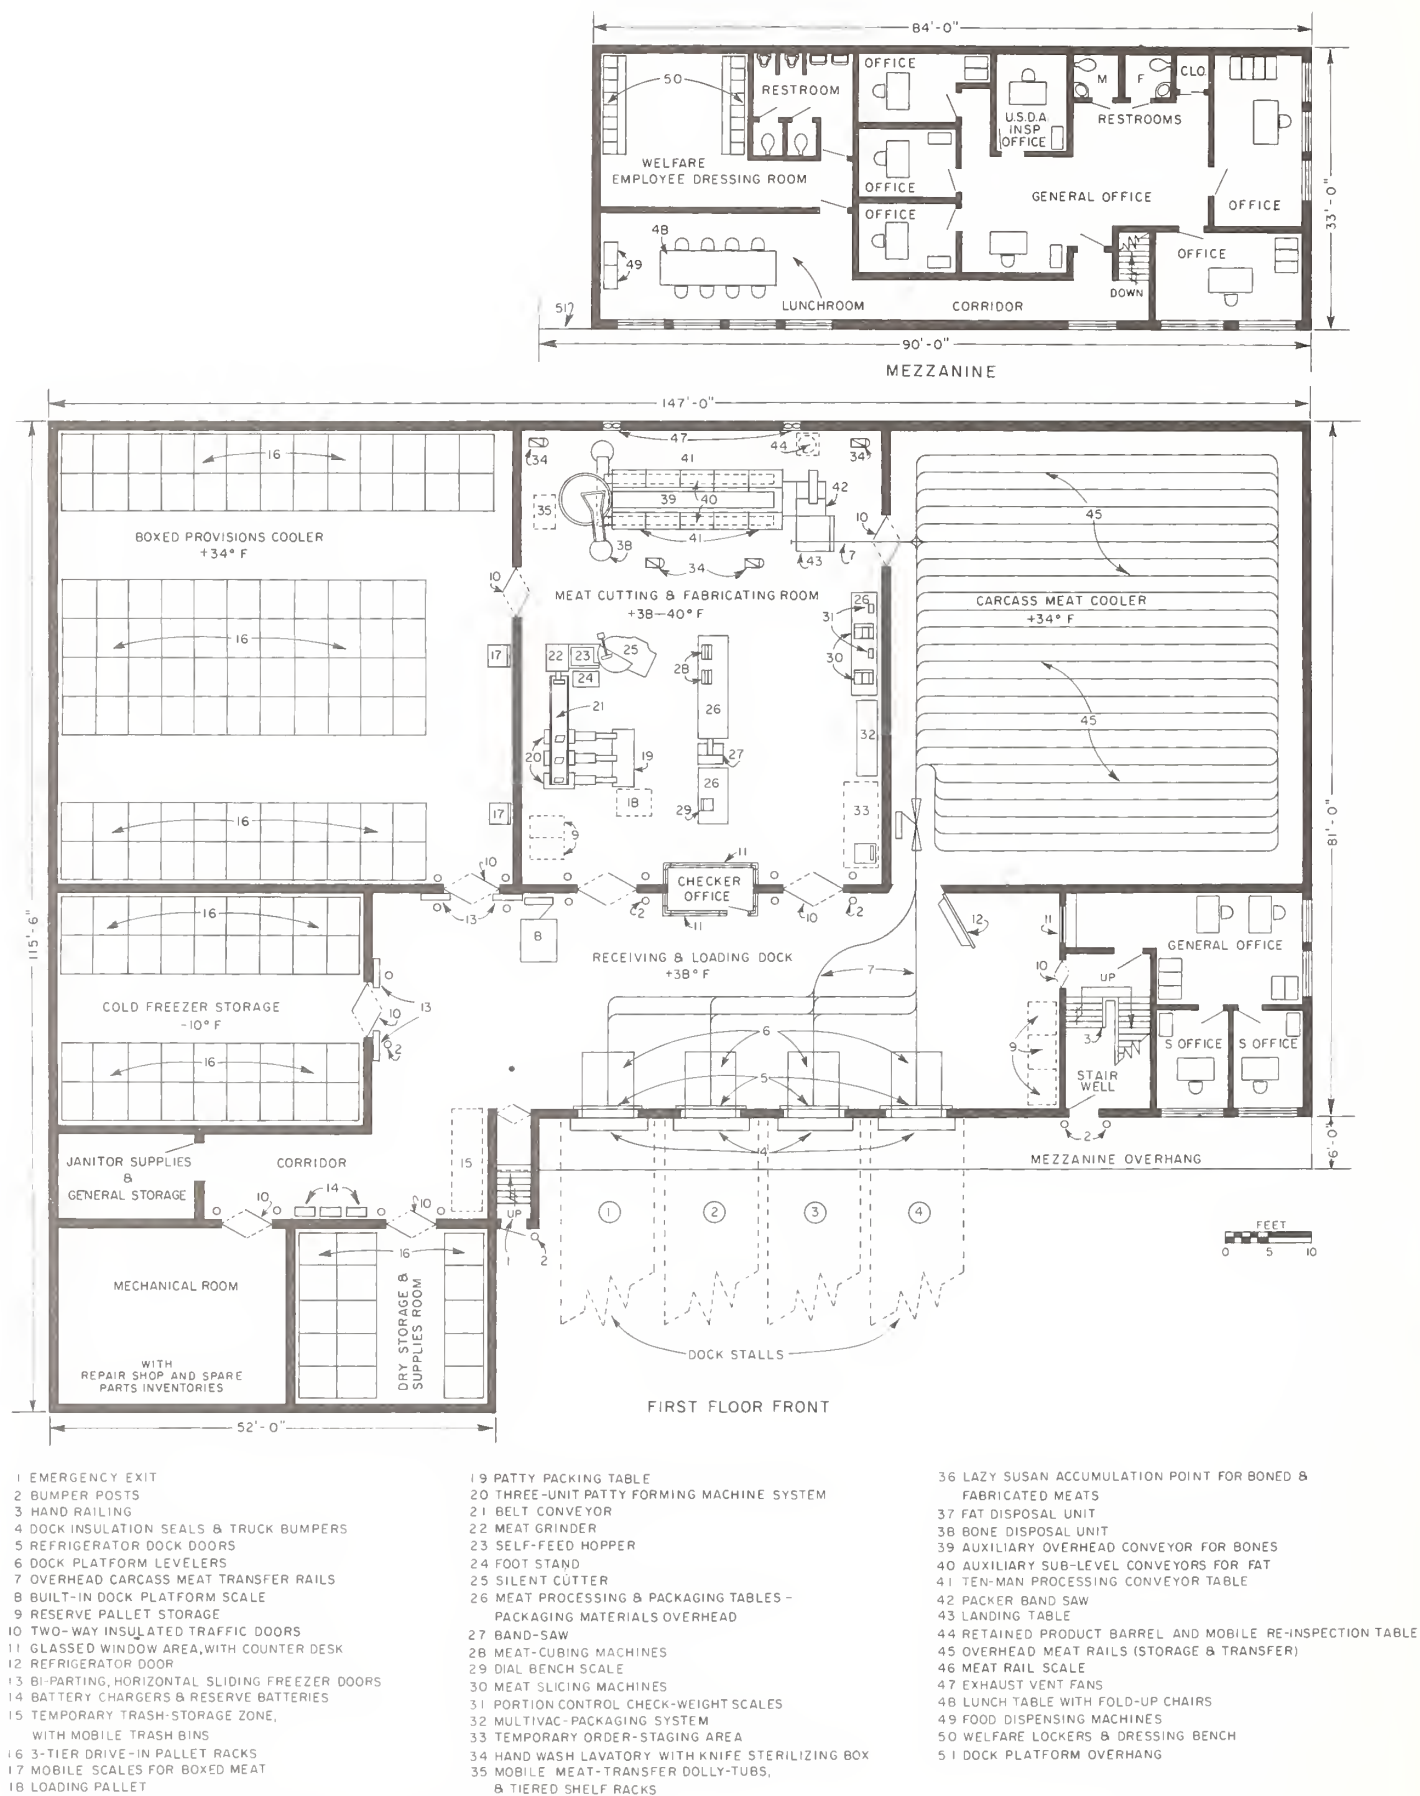 84'-0"
50
RESTROOM
WELFARE
EMPLOYEE DRESSING ROOM
OFFICE
OFFICE
OFFICE
U.S.D.A.
INSP
OFFICE
M
F
CLO.
RESTROOMS
GENERAL OFFICE
OFFICE
33'-0"
48
49
LUNCHROOM
CORRIDOR
DOWN
OFFICE
51
90'-0"
MEZZANINE
147'-0"
115'-6"
81'-0"
16
BOXED PROVISIONS COOLER
+34° F
16
16
10
17
17
34
47
44
34
41
35
39
40
41
42
38
43
7
10
34
MEAT CUTTING & FABRICATING ROOM
+38-40° F
22
23
24
25
21
20
19
18
9
28
26
27
26
29
26
31
30
32
33
45
CARCASS MEAT COOLER
+34° F
45
10
13
11
CHECKER
OFFICE
11
2
10
2
8
16
COLD FREEZER STORAGE
-10° F
16
13
10
2
RECEIVING & LOADING DOCK
+38° F
7
12
11
10
GENERAL OFFICE
UP
3
S OFFICE
S OFFICE
STAIR
WELL
9
6
5
4
2
6'-0"
MEZZANINE OVERHANG
JANITOR SUPPLIES
&
GENERAL STORAGE
CORRIDOR
15
10
14
10
UP
1
2
1
2
3
4
FEET
0 5 10
MECHANICAL ROOM
WITH
REPAIR SHOP AND SPARE
PARTS INVENTORIES
16
DRY STORAGE &
SUPPLIES ROOM
DOCK STALLS
52'-0"
FIRST FLOOR FRONT
1 EMERGENCY EXIT
2 BUMPER POSTS
3 HAND RAILING
4 DOCK INSULATION SEALS & TRUCK BUMPERS
5 REFRIGERATOR DOCK DOORS
6 DOCK PLATFORM LEVELERS
7 OVERHEAD CARCASS MEAT TRANSFER RAILS
8 BUILT-IN DOCK PLATFORM SCALE
9 RESERVE PALLET STORAGE
10 TWO-WAY INSULATED TRAFFIC DOORS
11 GLASSED WINDOW AREA, WITH COUNTER DESK
12 REFRIGERATOR DOOR
13 BI-PARTING, HORIZONTAL SLIDING FREEZER DOORS
14 BATTERY CHARGERS & RESERVE BATTERIES
15 TEMPORARY TRASH-STORAGE ZONE,
WITH MOBILE TRASH BINS
16 3-TIER DRIVE-IN PALLET RACKS
17 MOBILE SCALES FOR BOXED MEAT
18 LOADING PALLET
19 PATTY PACKING TABLE
20 THREE-UNIT PATTY FORMING MACHINE SYSTEM
21 BELT CONVEYOR
22 MEAT GRINDER
23 SELF-FEED HOPPER
24 FOOT STAND
25 SILENT CUTTER
26 MEAT PROCESSING & PACKAGING TABLES -
PACKAGING MATERIALS OVERHEAD
27 BAND-SAW
28 MEAT-CUBING MACHINES
29 DIAL BENCH SCALE
30 MEAT SLICING MACHINES
31 PORTION CONTROL CHECK-WEIGHT SCALES
32 MULTIVAC-PACKAGING SYSTEM
33 TEMPORARY ORDER-STAGING AREA
34 HAND WASH LAVATORY WITH KNIFE STERILIZING BOX
35 MOBILE MEAT-TRANSFER DOLLY-TUBS,
& TIERED SHELF RACKS
36 LAZY SUSAN ACCUMULATION POINT FOR BONED &
FABRICATED MEATS
37 FAT DISPOSAL UNIT
38 BONE DISPOSAL UNIT
39 AUXILIARY OVERHEAD CONVEYOR FOR BONES
40 AUXILIARY SUB-LEVEL CONVEYORS FOR FAT
41 TEN-MAN PROCESSING CONVEYOR TABLE
42 PACKER BAND SAW
43 LANDING TABLE
44 RETAINED PRODUCT BARREL AND MOBILE RE-INSPECTION TABLE
45 OVERHEAD MEAT RAILS (STORAGE & TRANSFER)
46 MEAT RAIL SCALE
47 EXHAUST VENT FANS
48 LUNCH TABLE WITH FOLD-UP CHAIRS
49 FOOD DISPENSING MACHINES
50 WELFARE LOCKERS & DRESSING BENCH
51 DOCK PLATFORM OVERHANG